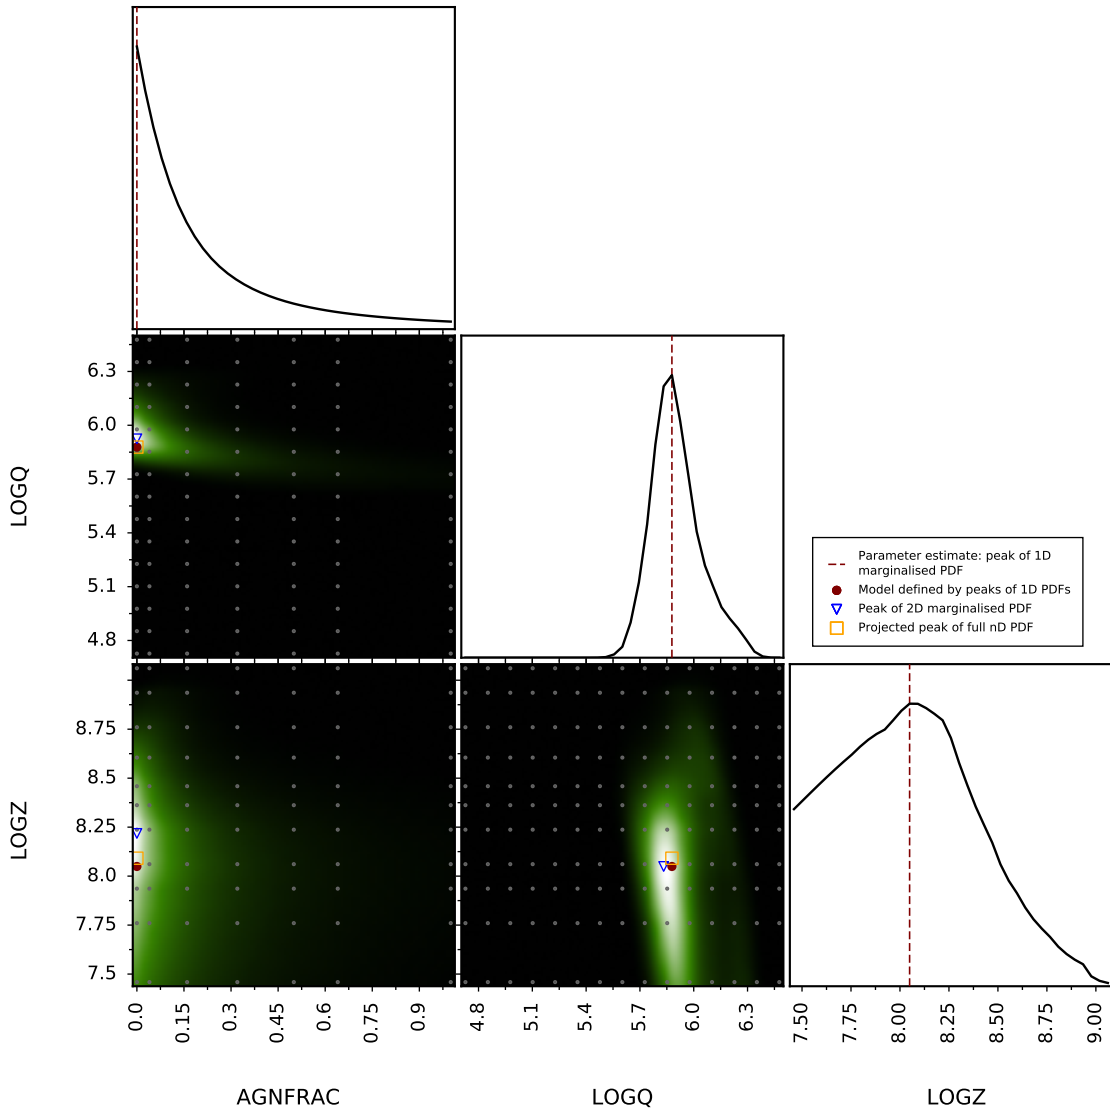 6.3
6.0
5.7
5.4
5.1
4.8
LOGQ
Parameter estimate: peak of 1D
marginalised PDF
Model defined by peaks of 1D PDFs
Peak of 2D marginalised PDF
Projected peak of full nD PDF
8.75
8.5
8.25
8.0
7.75
7.5
LOGZ
0.0 0.15 0.3 0.45 0.6 0.75 0.9
4.8 5.1 5.4 5.7 6.0 6.3
7.50 7.75 8.00 8.25 8.50 8.75 9.00
AGNFRAC LOGQ LOGZ